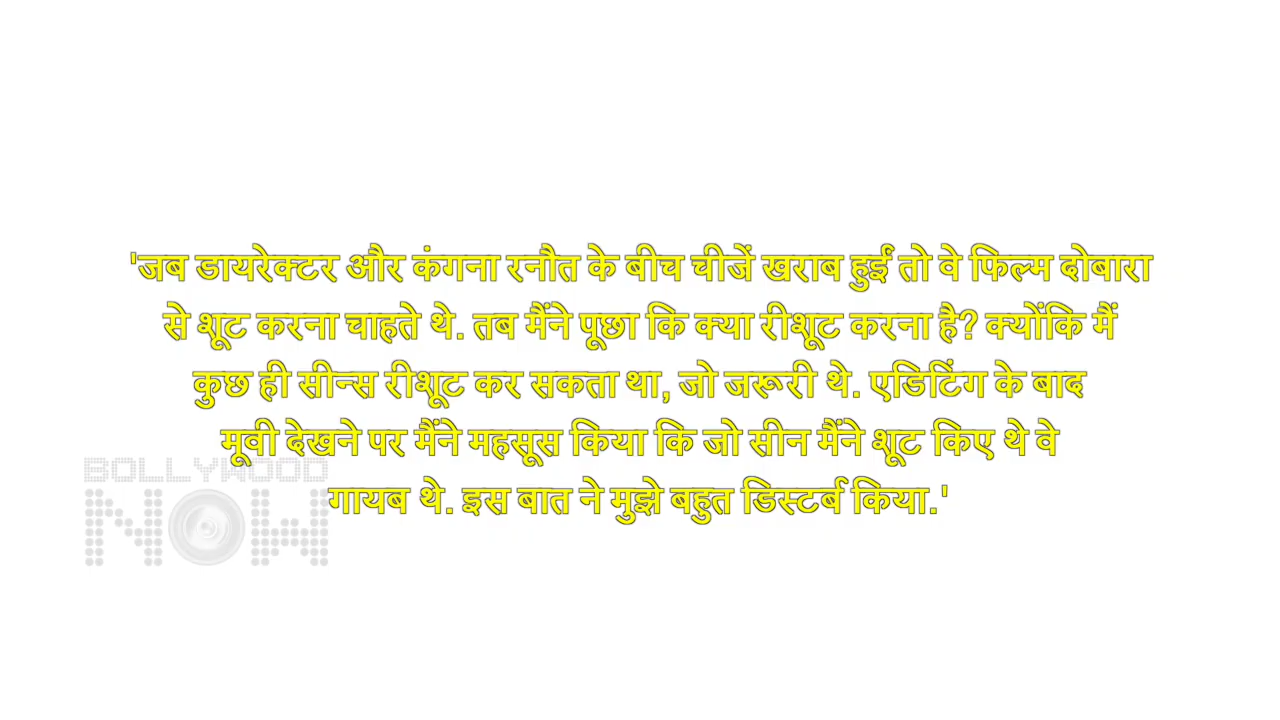 'जब डायरेक्टर और कंगना रनौत के बीच चीजें खराब हुईं तो वे फिल्म दोबारा
से शूट करना चाहते थे. तब मैंने पूछा कि क्या रीशूट करना है? क्योंकि मैं
कुछ ही सीन्स रीशूट कर सकता था, जो जरूरी थे. एडिटिंग के बाद
मूवी देखने पर मैंने महसूस किया कि जो सीन मैंने शूट किए थे वे
गायब थे. इस बात ने मुझे बहुत डिस्टर्ब किया.'
BOLLYWOOD
NOW